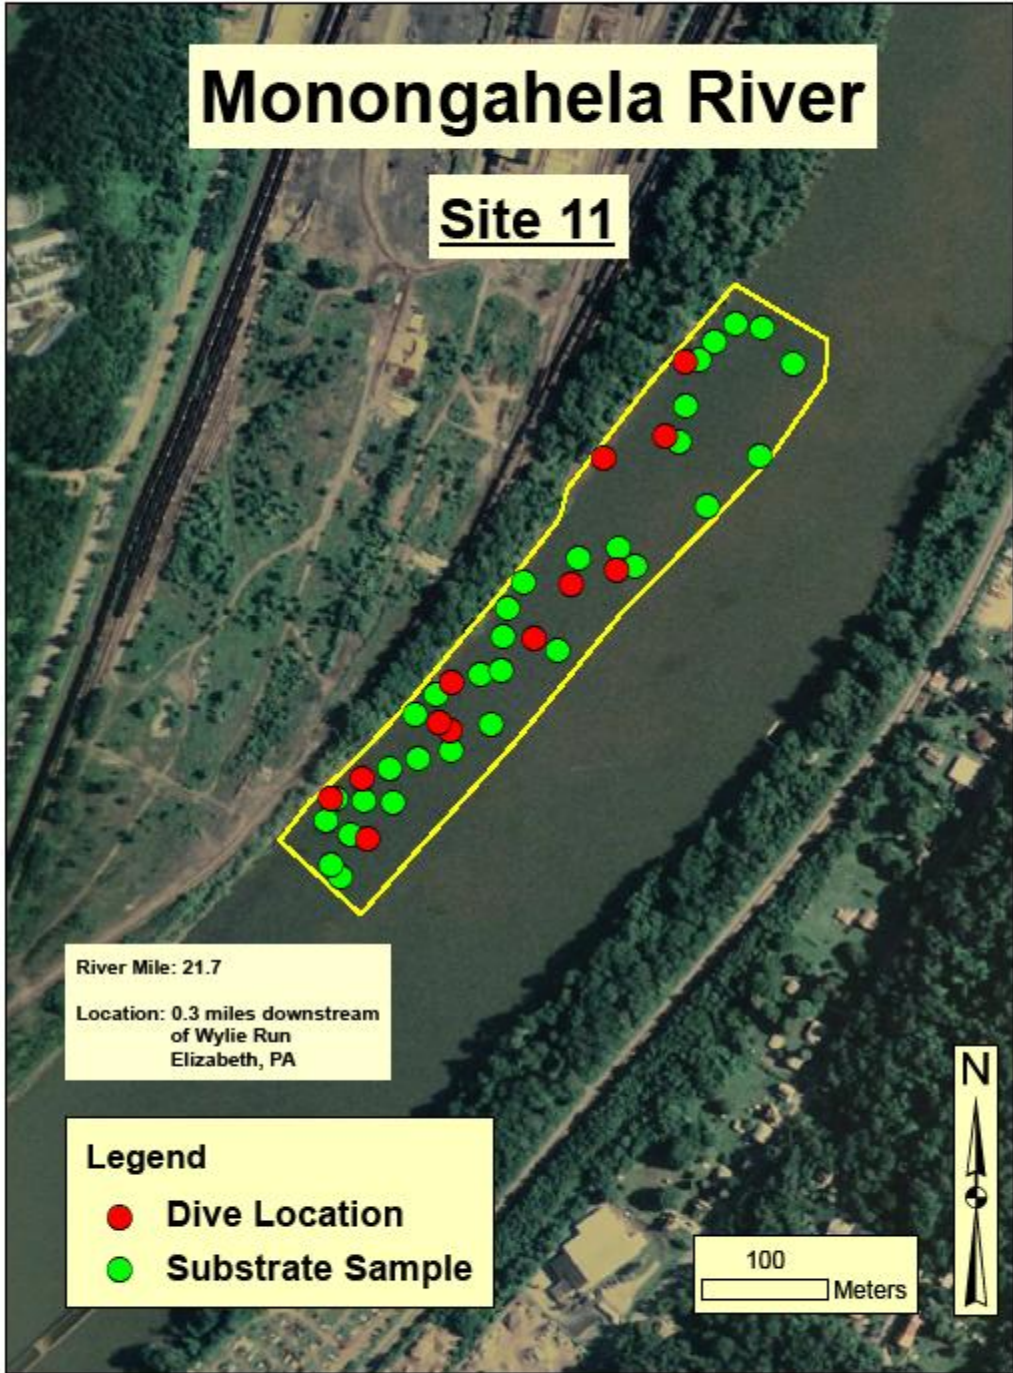 Monongahela River
Site 11
River Mile: 21.7
Location: 0.3 miles downstream
of Wylie Run
Elizabeth, PA
Legend
Dive Location
Substrate Sample
N
100
Meters